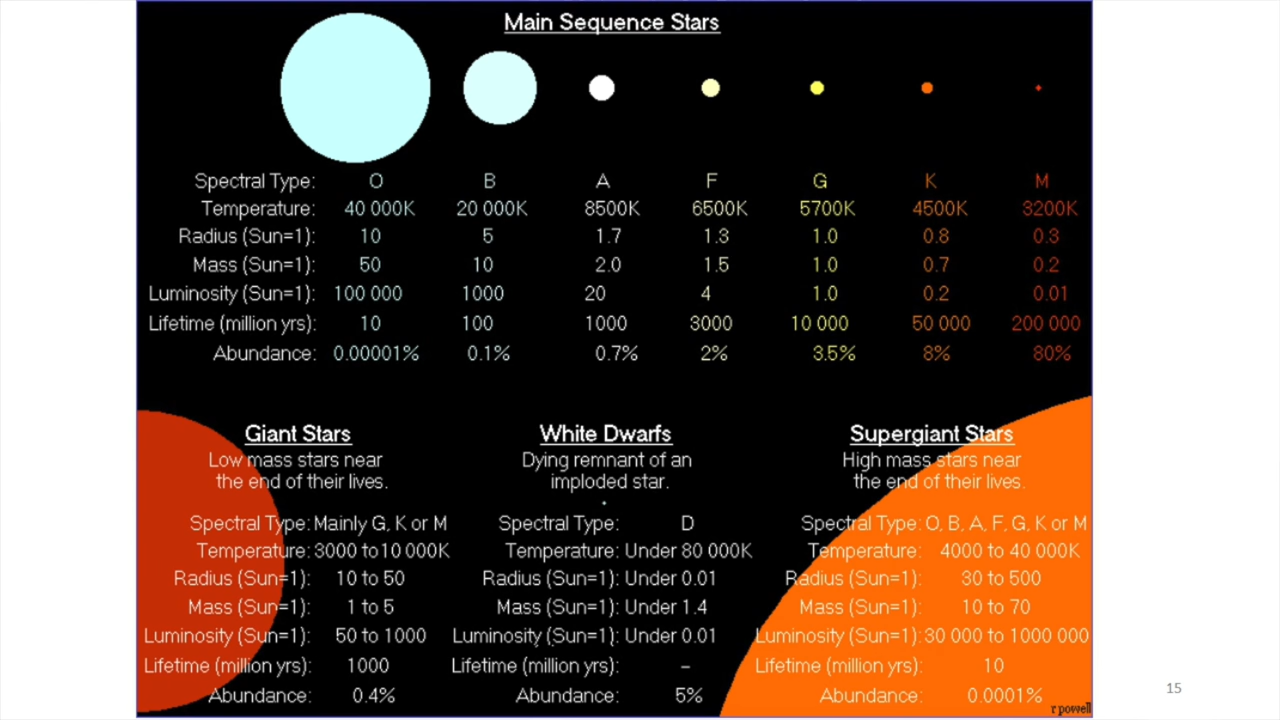 Main Sequence Stars
Spectral Type: O B A F G K M
Temperature: 40 000K 20 000K 8500K 6500K 5700K 4500K 3200K
Radius (Sun=1): 10 5 1.7 1.3 1.0 0.8 0.3
Mass (Sun=1): 50 10 2.0 1.5 1.0 0.7 0.2
Luminosity (Sun=1): 100 000 1000 20 4 1.0 0.2 0.01
Lifetime (million yrs): 10 100 1000 3000 10 000 50 000 200 000
Abundance: 0.00001% 0.1% 0.7% 2% 3.5% 8% 80%
Giant Stars
Low mass stars near
the end of their lives.
Spectral Type: Mainly G, K or M
Temperature: 3000 to 10 000K
Radius (Sun=1): 10 to 50
Mass (Sun=1): 1 to 5
Luminosity (Sun=1): 50 to 1000
Lifetime (million yrs): 1000
Abundance: 0.4%
White Dwarfs
Dying remnant of an
imploded star.
Spectral Type: D
Temperature: Under 80 000K
Radius (Sun=1): Under 0.01
Mass (Sun=1): Under 1.4
Luminosity (Sun=1): Under 0.01
Lifetime (million yrs): –
Abundance: 5%
Supergiant Stars
High mass stars near
the end of their lives.
Spectral Type: O, B, A, F, G, K or M
Temperature: 4000 to 40 000K
Radius (Sun=1): 30 to 500
Mass (Sun=1): 10 to 70
Luminosity (Sun=1): 30 000 to 1000 000
Lifetime (million yrs): 10
Abundance: 0.0001%
r powell
15